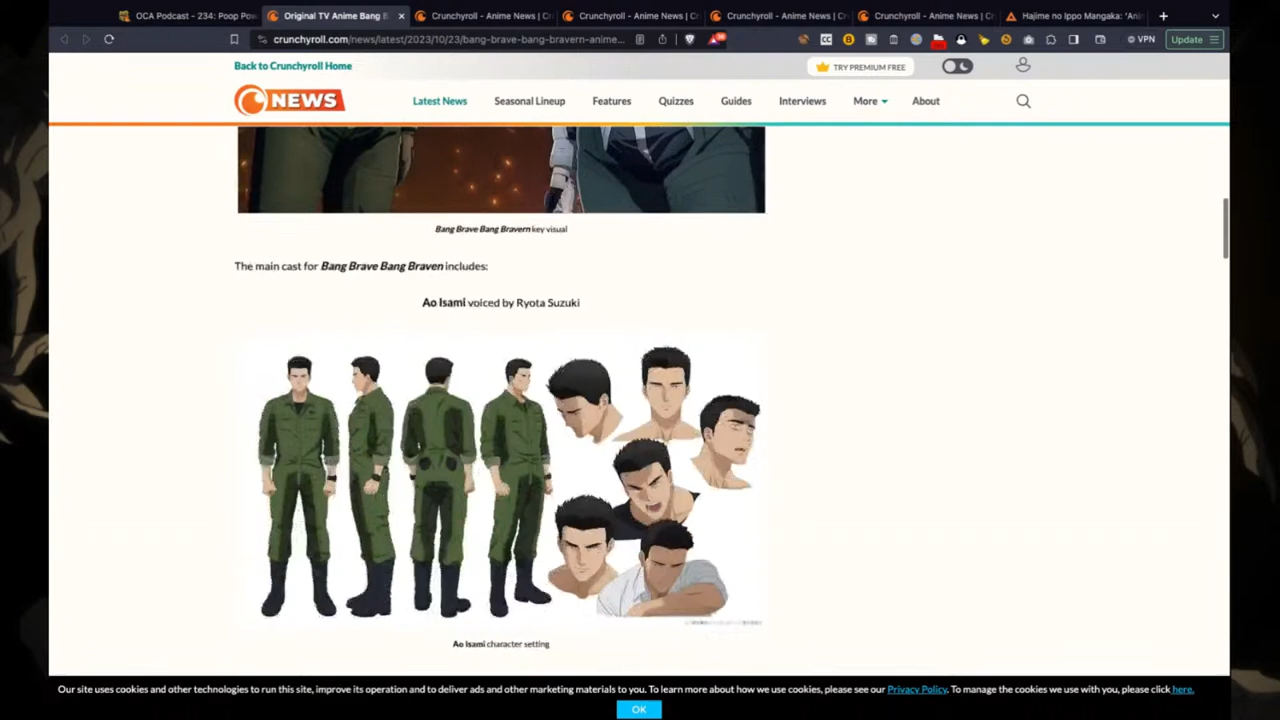 OCA Podcast - 234: Poop Pow
Original TV Anime Bang B
Crunchyroll - Anime News | Cr
Crunchyroll - Anime News | Cr
Crunchyroll - Anime News | Cr
Crunchyroll - Anime News | Cr
Hajime no Ippo Mangaka: 'Ani
crunchyroll.com/news/latest/2023/10/23/bang-brave-bang-bravern-anime...
VPN
Update
Back to Crunchyroll Home
TRY PREMIUM FREE
NEWS
Latest News
Seasonal Lineup
Features
Quizzes
Guides
Interviews
More
About
Bang Brave Bang Bravern key visual
The main cast for Bang Brave Bang Braven includes:
Ao Isami voiced by Ryota Suzuki
Ao Isami character setting
Our site uses cookies and other technologies to run this site, improve its operation and to deliver ads and other marketing materials to you. To learn more about how we use cookies, please see our Privacy Policy. To manage the cookies we use with you, please click here.
OK